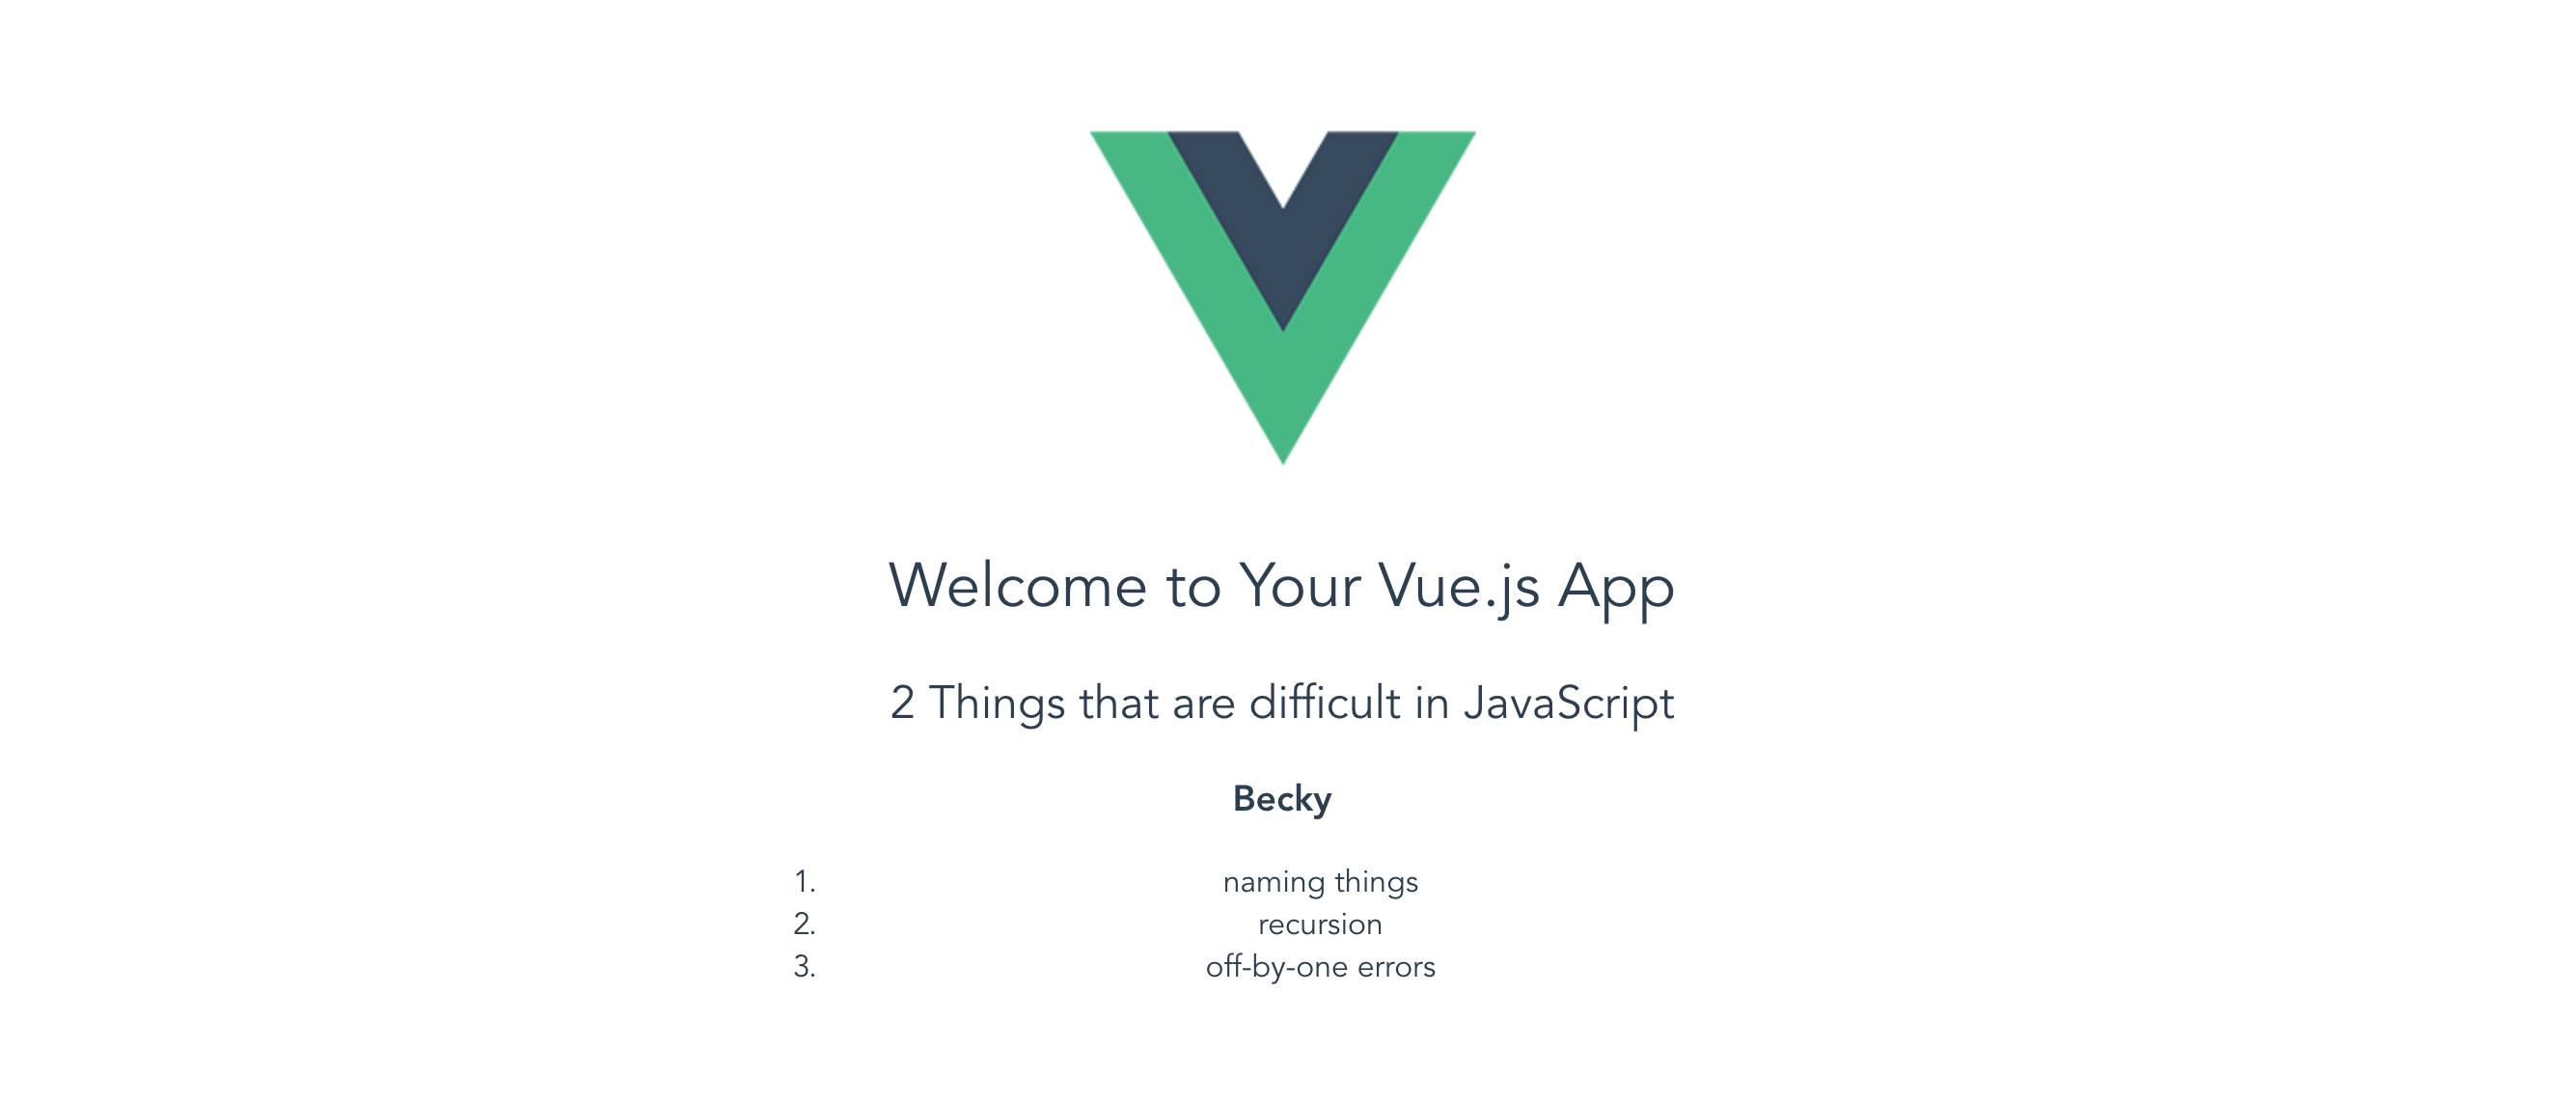 Welcome to Your Vue.js App
2 Things that are difficult in JavaScript
Becky
1. naming things
2. recursion
3. off-by-one errors